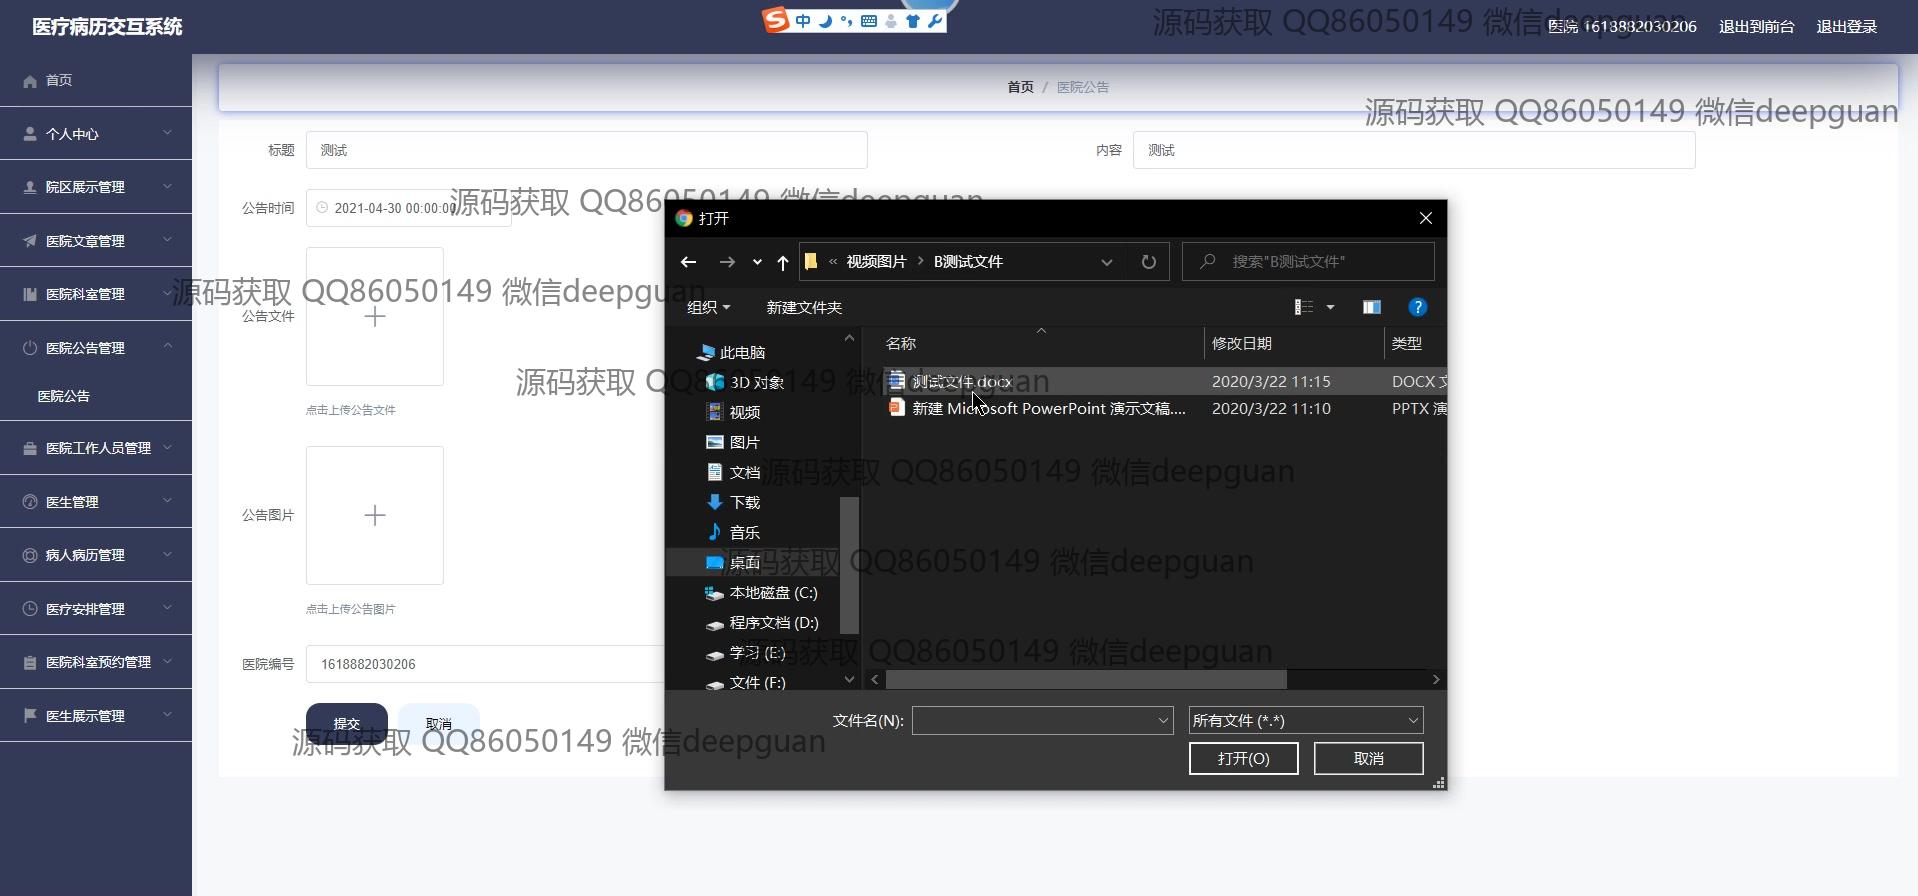 医疗病历交互系统
中
源码获取 QQ86050149 微信deepguan
医院 1618882030206
退出到前台
退出登录
首页
个人中心
院区展示管理
医院文章管理
医院科室管理
医院公告管理
医院公告
医院工作人员管理
医生管理
病人病历管理
医疗安排管理
医院科室预约管理
医生展示管理
首页 / 医院公告
源码获取 QQ86050149 微信deepguan
标题 测试
内容 测试
公告时间 2021-04-30 00:00:00
源码获取 QQ86050149 微信deepguan
源码获取 QQ86050149 微信deepguan
公告文件
点击上传公告文件
公告图片
点击上传公告图片
医院编号 1618882030206
提交 取消
源码获取 QQ86050149 微信deepguan
打开
« 视频图片 > B测试文件
搜索"B测试文件"
组织 新建文件夹
名称 修改日期 类型
测试文件.docx 2020/3/22 11:15 DOCX 文
新建 Microsoft PowerPoint 演示文稿.... 2020/3/22 11:10 PPTX 演
此电脑
3D 对象
视频
图片
文档
下载
音乐
桌面
本地磁盘 (C:)
程序文档 (D:)
学习 (E:)
文件 (F:)
源码获取 QQ86050149 微信deepguan
源码获取 QQ86050149 微信deepguan
源码获取 QQ86050149 微信deepguan
源码获取 QQ86050149 微信deepguan
文件名(N):
所有文件 (*.*)
打开(O) 取消